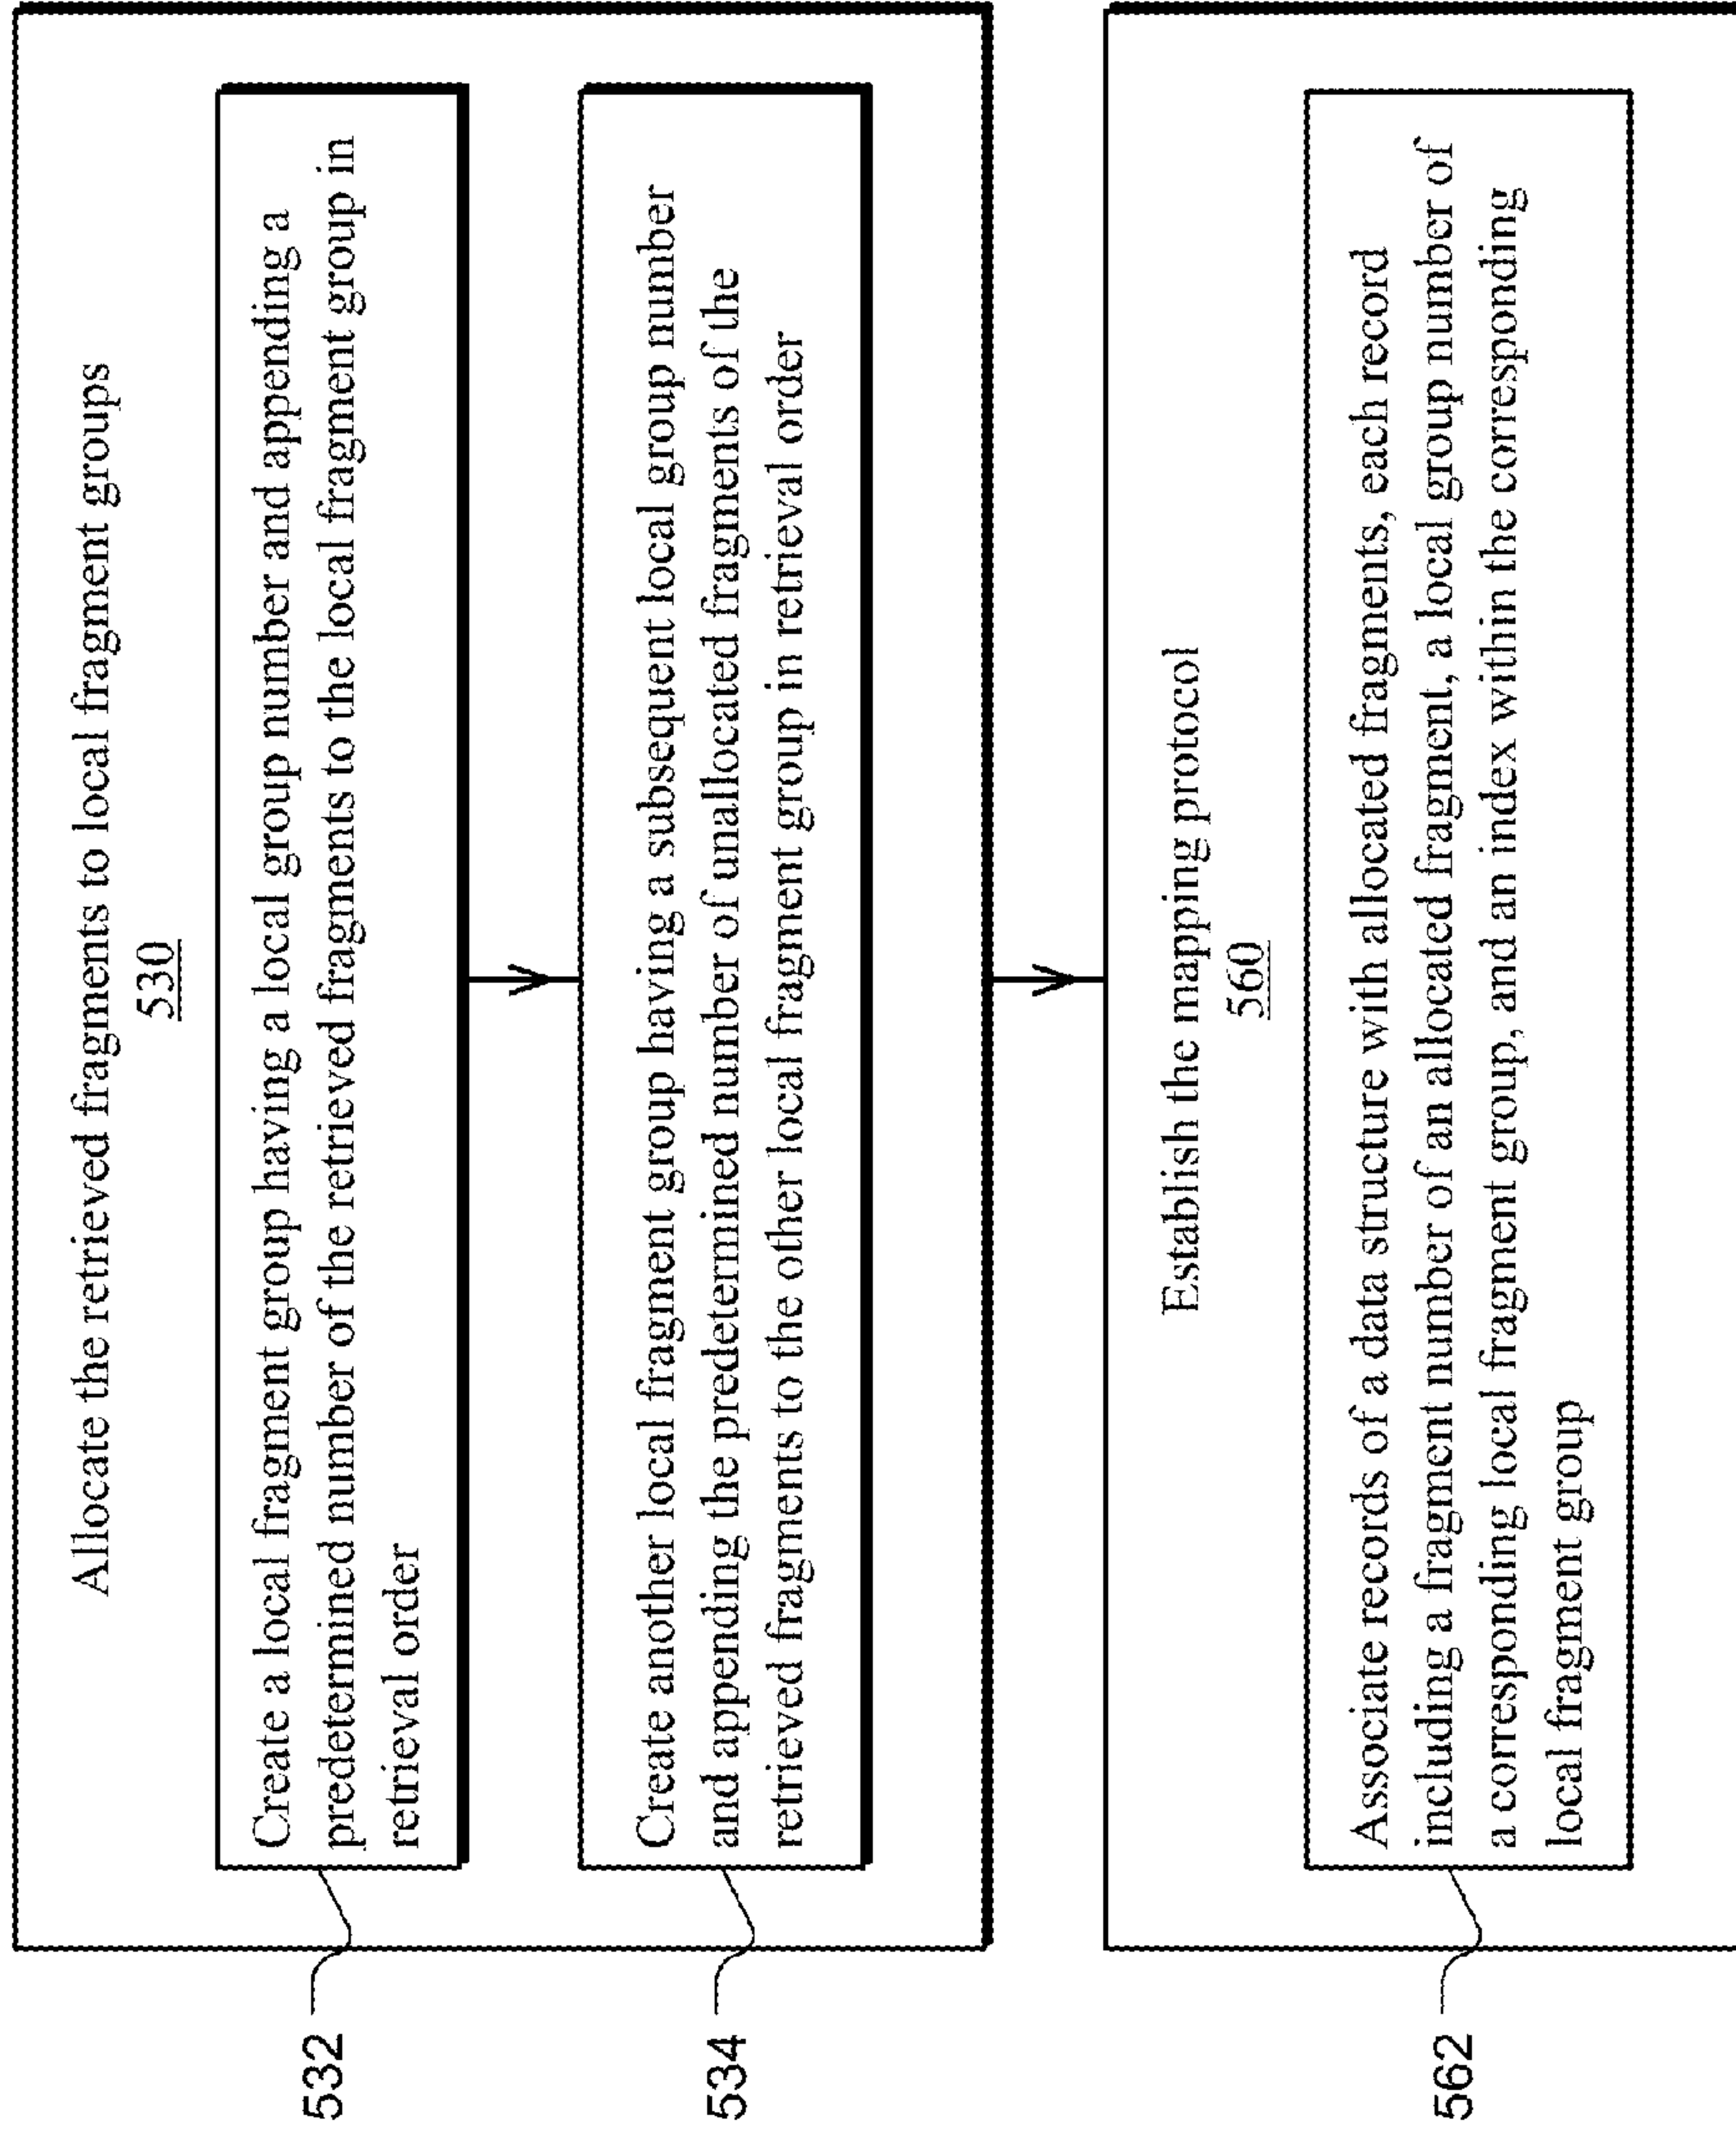 Allocate the retrieved fragments to local fragment groups
530
532
Create a local fragment group having a local group number and appending a
predetermined number of the retrieved fragments to the local fragment group in
retrieval order
534
Create another local fragment group having a subsequent local group number
and appending the predetermined number of unallocated fragments of the
retrieved fragments to the other local fragment group in retrieval order
Establish the mapping protocol
560
562
Associate records of a data structure with allocated fragments, each record
including a fragment number of an allocated fragment, a local group number of
a corresponding local fragment group, and an index within the corresponding
local fragment group